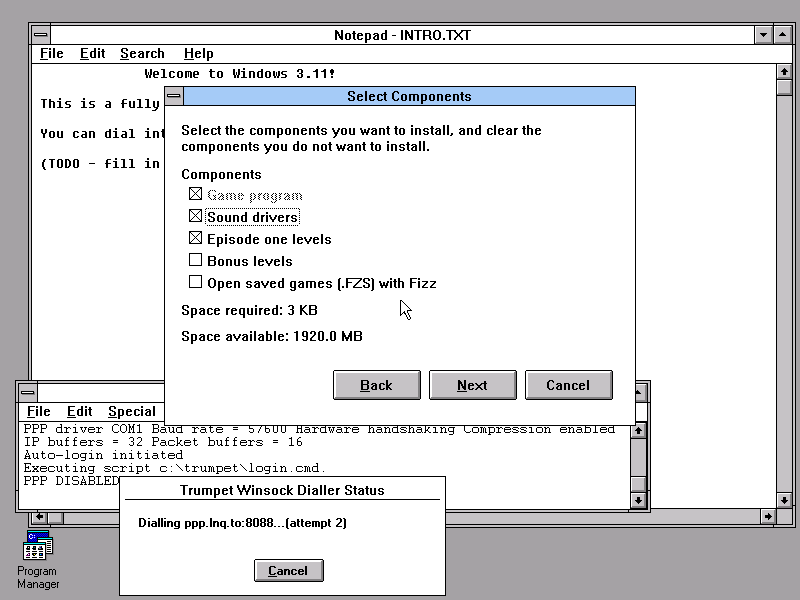 Notepad - INTRO.TXT
File Edit Search Help
Welcome to Windows 3.11!
This is a fully
You can dial int
(TODO - fill in
Select Components
Select the components you want to install, and clear the
components you do not want to install.
Components
Game program
Sound drivers
Episode one levels
Bonus levels
Open saved games (.FZS) with Fizz
Space required: 3 KB
Space available: 1920.0 MB
Back Next Cancel
File Edit Special
PPP driver COM1 Baud rate = 57600 Hardware handshaking Compression enabled
IP buffers = 32 Packet buffers = 16
Auto-login initiated
Executing script c:\trumpet\login.cmd.
PPP DISABLED
Trumpet Winsock Dialler Status
Dialling ppp.lnq.to:8088...(attempt 2)
Cancel
C:\
Program
Manager